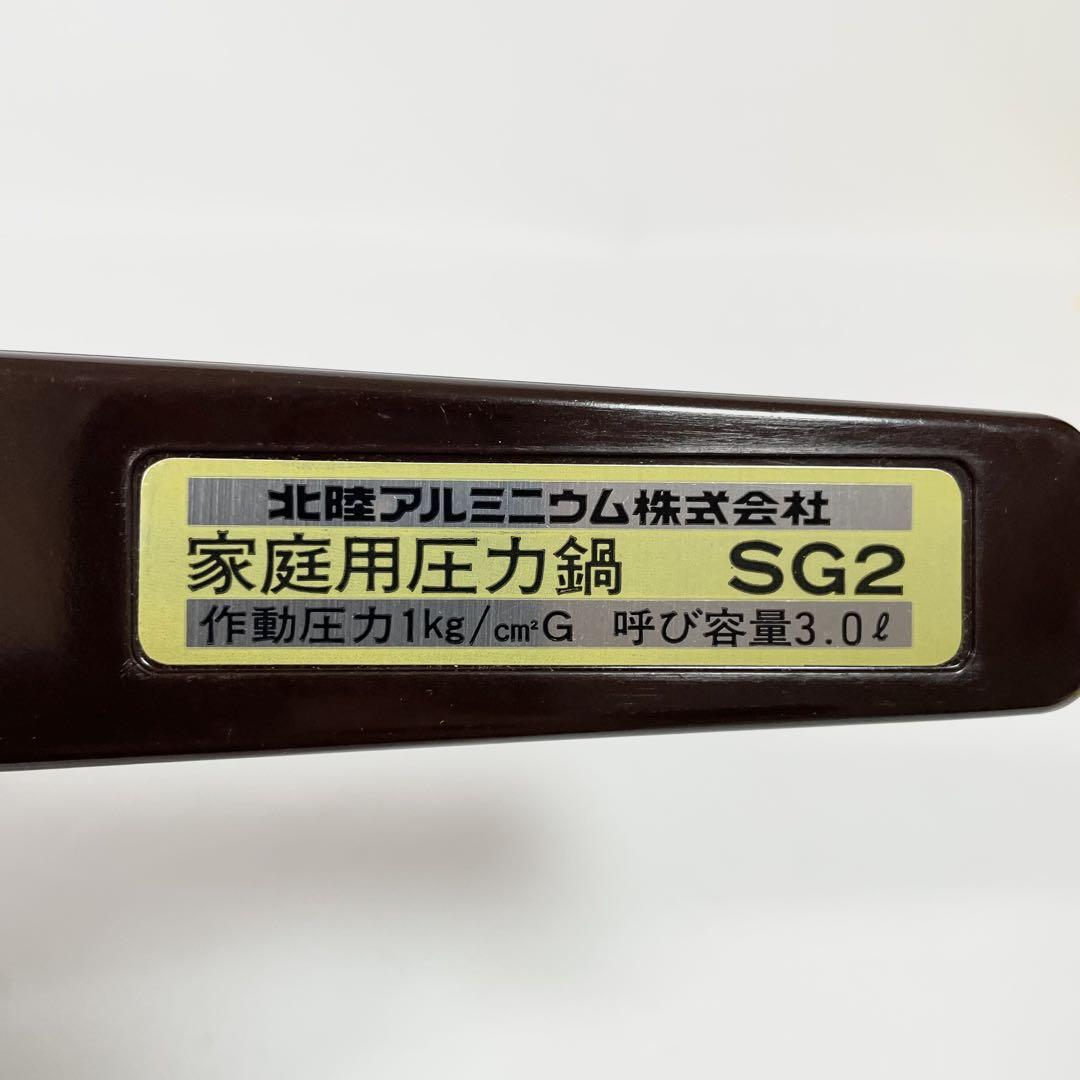 北陸アルミニウム株式会社
家庭用圧力鍋 SG2
作動圧力1kg/cm²G 呼び容量3.0ℓ